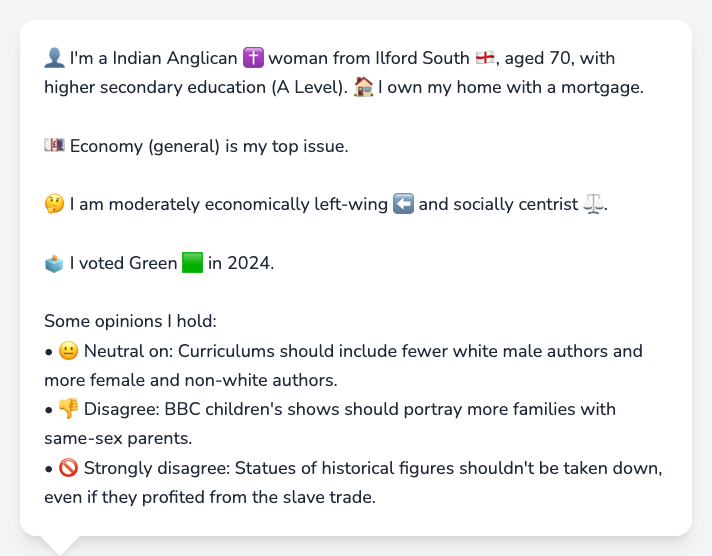 👤 I'm a Indian Anglican ✝️ woman from Ilford South 🏴󠁧󠁢󠁥󠁮󠁧󠁿, aged 70, with
higher secondary education (A Level). 🏠 I own my home with a mortgage.
💷 Economy (general) is my top issue.
🤔 I am moderately economically left-wing ⬅️ and socially centrist ⚖️.
🗳️ I voted Green 🟩 in 2024.
Some opinions I hold:
• 😐 Neutral on: Curriculums should include fewer white male authors and
more female and non-white authors.
• 👎 Disagree: BBC children's shows should portray more families with
same-sex parents.
• 🚫 Strongly disagree: Statues of historical figures shouldn't be taken down,
even if they profited from the slave trade.